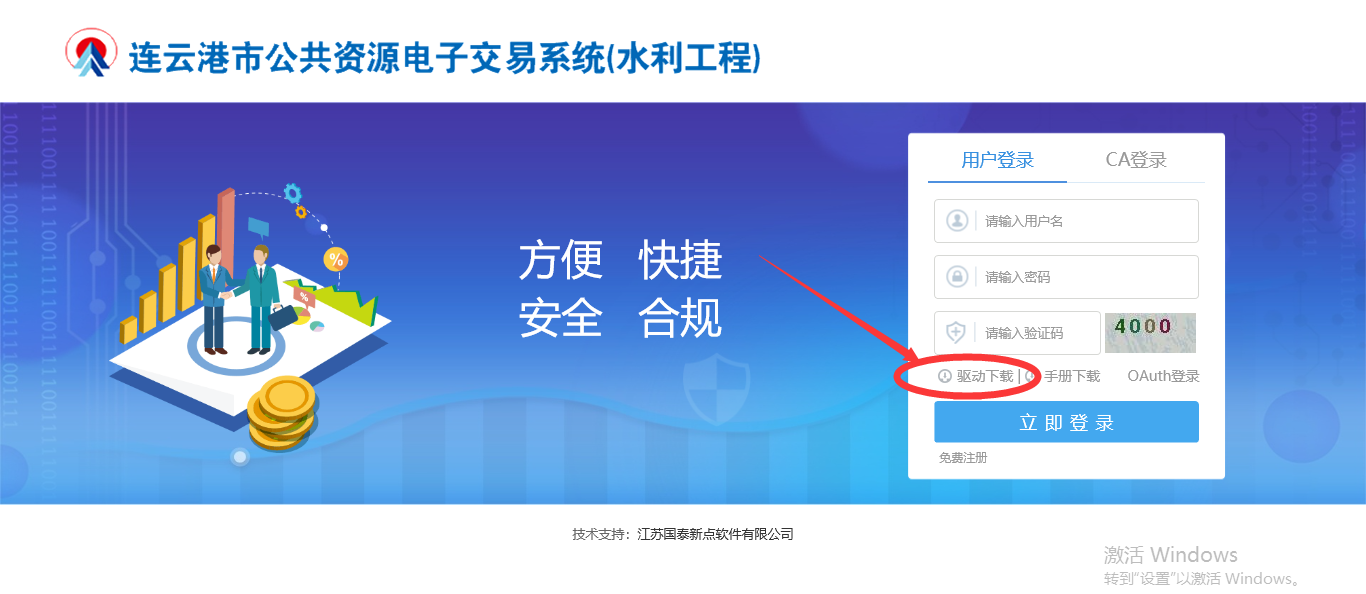 连云港市公共资源电子交易系统(水利工程)
用户登录 CA登录
方便 快捷
安全 合规
%
%
请输入用户名
请输入密码
请输入验证码 4000
驱动下载 | 手册下载 OAuth登录
立即登录
免费注册
技术支持：江苏国泰新点软件有限公司
激活 Windows
转到"设置"以激活 Windows。